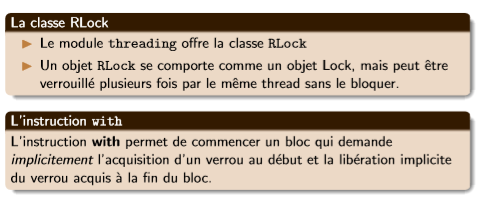 La classe RLock
Le module threading offre la classe RLock
Un objet RLock se comporte comme un objet Lock, mais peut être
verrouillé plusieurs fois par le même thread sans le bloquer.
L'instruction with
L'instruction with permet de commencer un bloc qui demande
implicitement l'acquisition d'un verrou au début et la libération implicite
du verrou acquis à la fin du bloc.